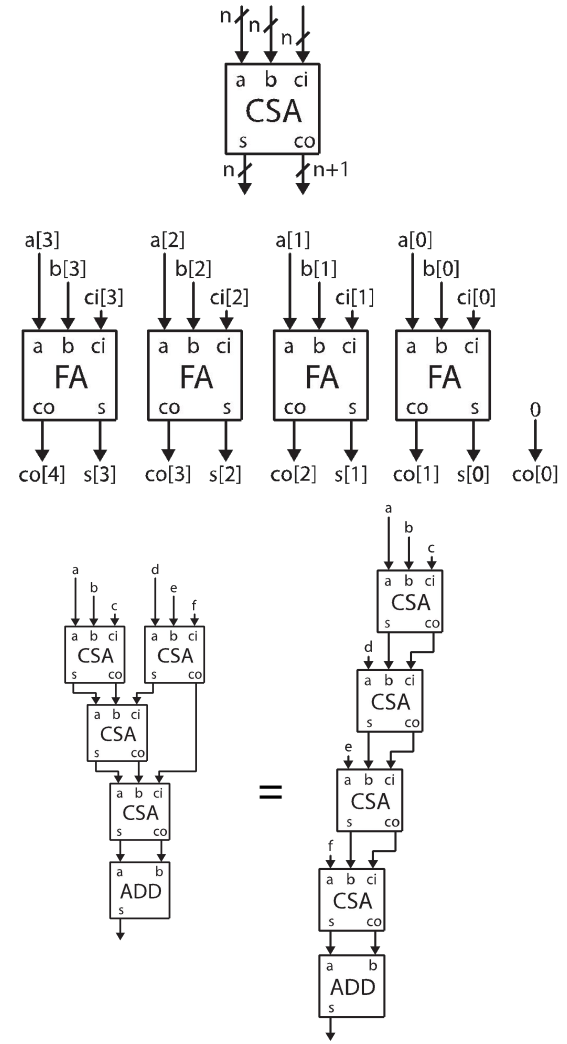 n n n
a b ci
CSA
s co
n n+1
a[3] a[2] a[1] a[0]
b[3] b[2] b[1] b[0]
ci[3] ci[2] ci[1] ci[0]
a b ci a b ci a b ci a b ci
FA FA FA FA
co s co s co s co s 0
co[4] s[3] co[3] s[2] co[2] s[1] co[1] s[0] co[0]
a d
b e
c f
a b ci a b ci
CSA CSA
s co s co
a b ci
CSA
s co
a b ci
CSA
s co
a b
ADD
s
=
a
b
c
a b ci
CSA
s co
d
a b ci
CSA
s co
e
a b ci
CSA
s co
f
a b ci
CSA
s co
a b
ADD
s